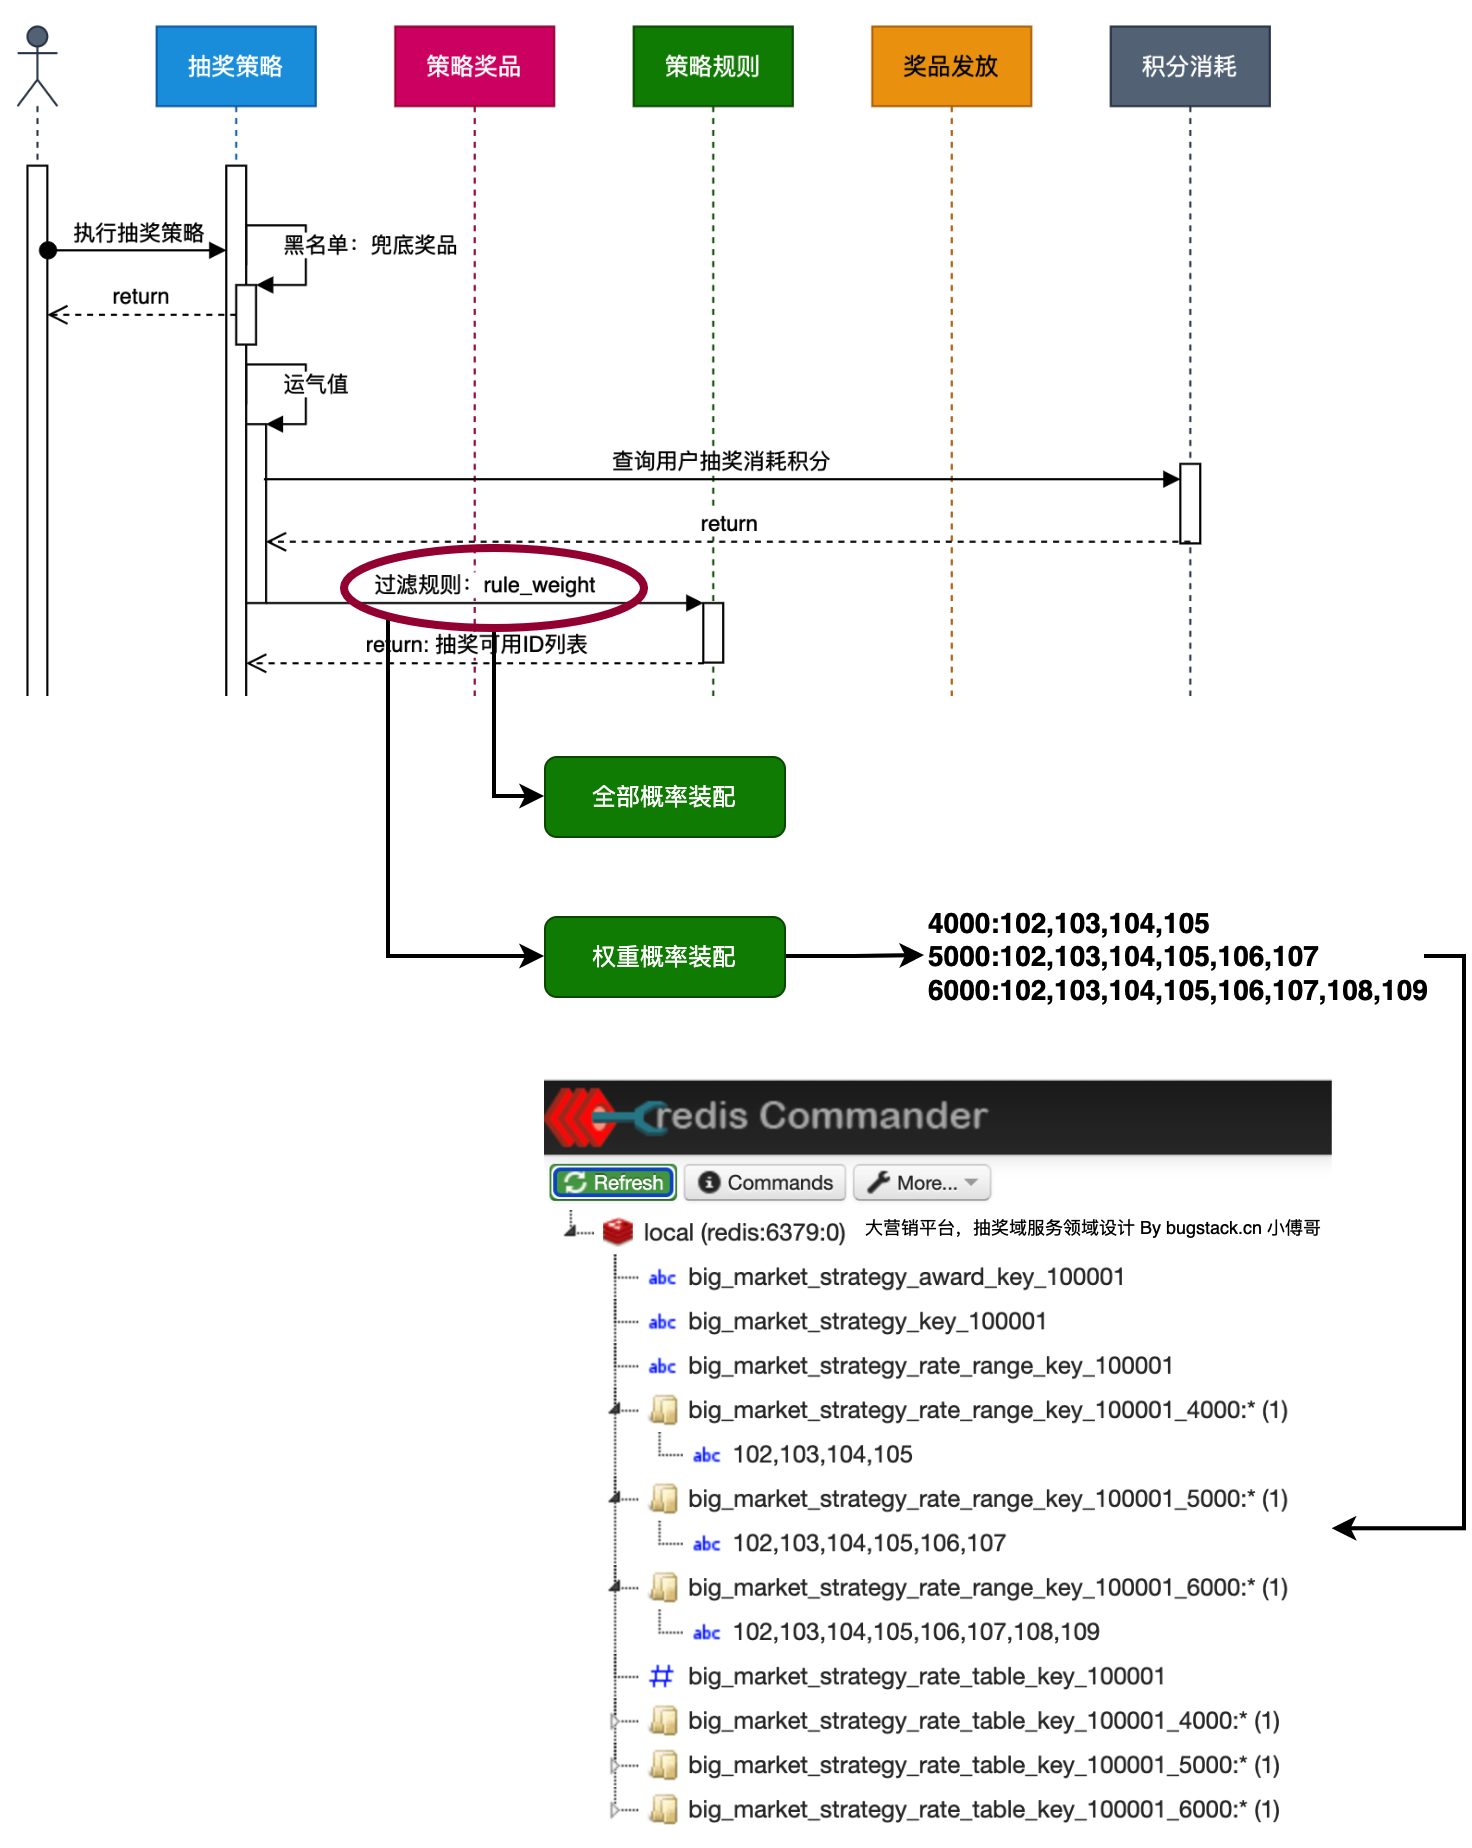 抽奖策略
策略奖品
策略规则
奖品发放
积分消耗
执行抽奖策略
黑名单：兜底奖品
return
运气值
查询用户抽奖消耗积分
return
过滤规则：rule_weight
return: 抽奖可用ID列表
全部概率装配
权重概率装配
4000:102,103,104,105
5000:102,103,104,105,106,107
6000:102,103,104,105,106,107,108,109
redis Commander
Refresh
Commands
More...
local (redis:6379:0)
大营销平台，抽奖域服务领域设计 By bugstack.cn 小傅哥
abc big_market_strategy_award_key_100001
abc big_market_strategy_key_100001
abc big_market_strategy_rate_range_key_100001
big_market_strategy_rate_range_key_100001_4000:* (1)
abc 102,103,104,105
big_market_strategy_rate_range_key_100001_5000:* (1)
abc 102,103,104,105,106,107
big_market_strategy_rate_range_key_100001_6000:* (1)
abc 102,103,104,105,106,107,108,109
# big_market_strategy_rate_table_key_100001
big_market_strategy_rate_table_key_100001_4000:* (1)
big_market_strategy_rate_table_key_100001_5000:* (1)
big_market_strategy_rate_table_key_100001_6000:* (1)